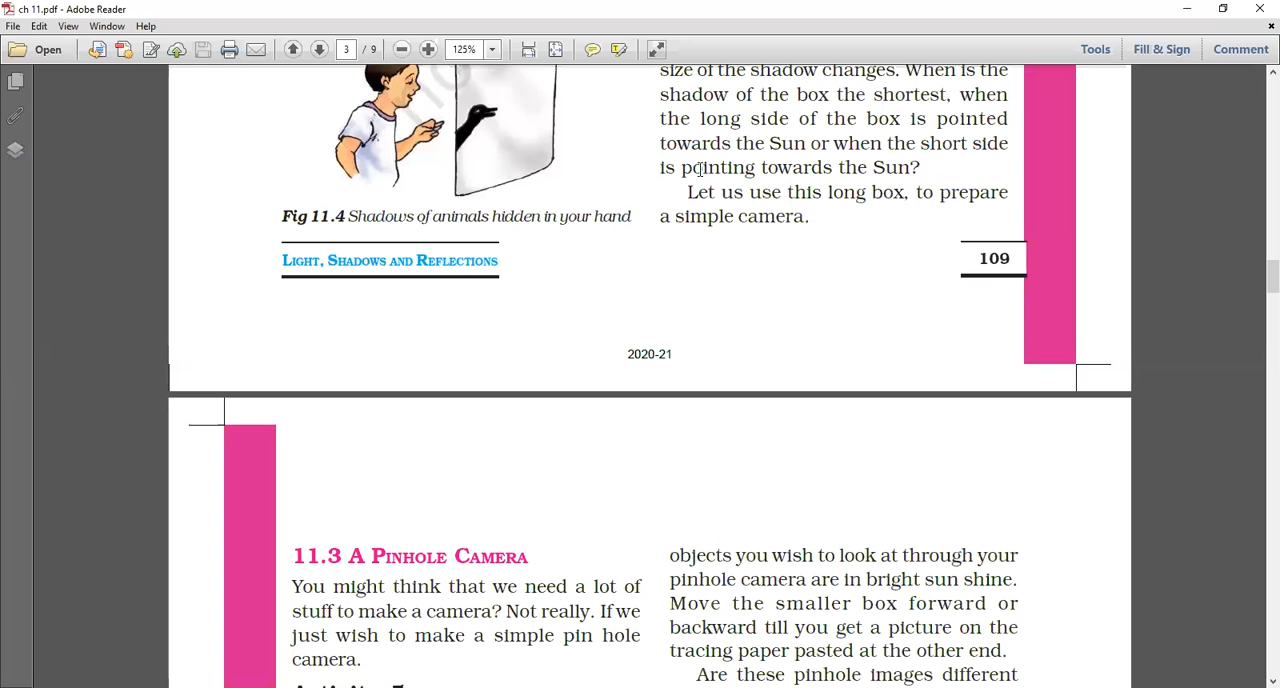 ch 11.pdf - Adobe Reader
File Edit View Window Help
Open 3 / 9 125% Tools Fill & Sign Comment
size of the shadow changes. When is the
shadow of the box the shortest, when
the long side of the box is pointed
towards the Sun or when the short side
is pointing towards the Sun?
Let us use this long box, to prepare
a simple camera.
Fig 11.4 Shadows of animals hidden in your hand
LIGHT, SHADOWS AND REFLECTIONS
109
2020-21
11.3 A PINHOLE CAMERA
You might think that we need a lot of
stuff to make a camera? Not really. If we
just wish to make a simple pin hole
camera.
objects you wish to look at through your
pinhole camera are in bright sun shine.
Move the smaller box forward or
backward till you get a picture on the
tracing paper pasted at the other end.
Are these pinhole images different